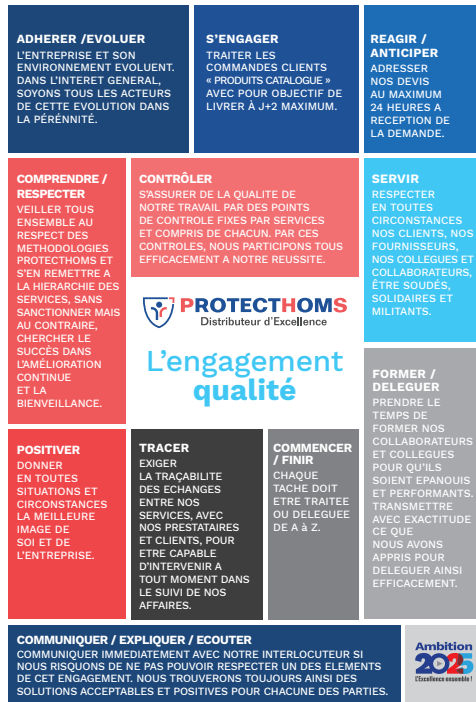 ADHERER /EVOLUER
L'ENTREPRISE ET SON
ENVIRONNEMENT EVOLUENT.
DANS L'INTERET GENERAL,
SOYONS TOUS LES ACTEURS
DE CETTE EVOLUTION DANS
LA PÉRÉNNITÉ.
S'ENGAGER
TRAITER LES
COMMANDES CLIENTS
« PRODUITS CATALOGUE »
AVEC POUR OBJECTIF DE
LIVRER À J+2 MAXIMUM.
REAGIR /
ANTICIPER
ADRESSER
NOS DEVIS
AU MAXIMUM
24 HEURES A
RECEPTION DE
LA DEMANDE.
COMPRENDRE /
RESPECTER
VEILLER TOUS
ENSEMBLE AU
RESPECT DES
METHODOLOGIES
PROTECTHOMS ET
S'EN REMETTRE A
LA HIERARCHIE DES
SERVICES, SANS
SANCTIONNER MAIS
AU CONTRAIRE,
CHERCHER LE
SUCCÈS DANS
L'AMÉLIORATION
CONTINUE
ET LA
BIENVEILLANCE.
CONTRÔLER
S'ASSURER DE LA QUALITE DE
NOTRE TRAVAIL PAR DES POINTS
DE CONTROLE FIXES PAR SERVICES
ET COMPRIS DE CHACUN. PAR CES
CONTROLES, NOUS PARTICIPONS TOUS
EFFICACEMENT A NOTRE REUSSITE.
SERVIR
RESPECTER
EN TOUTES
CIRCONSTANCES
NOS CLIENTS, NOS
FOURNISSEURS,
NOS COLLEGUES ET
COLLABORATEURS,
ÊTRE SOUDÉS,
SOLIDAIRES ET
MILITANTS.
PROTECTHOMS
Distributeur d'Excellence
L'engagement
qualité
FORMER /
DELEGUER
PRENDRE LE
TEMPS DE
FORMER NOS
COLLABORATEURS
ET COLLEGUES
POUR QU'ILS
SOIENT EPANOUIS
ET PERFORMANTS.
TRANSMETTRE
AVEC EXACTITUDE
CE QUE
NOUS AVONS
APPRIS POUR
DELEGUER AINSI
EFFICACEMENT.
POSITIVER
DONNER
EN TOUTES
SITUATIONS ET
CIRCONSTANCES
LA MEILLEURE
IMAGE DE
SOI ET DE
L'ENTREPRISE.
TRACER
EXIGER
LA TRAÇABILITE
DES ECHANGES
ENTRE NOS
SERVICES, AVEC
NOS PRESTATAIRES
ET CLIENTS, POUR
ETRE CAPABLE
D'INTERVENIR A
TOUT MOMENT DANS
LE SUIVI DE NOS
AFFAIRES.
COMMENCER
/ FINIR
CHAQUE
TACHE DOIT
ETRE TRAITEE
OU DELEGUEE
DE A à Z.
COMMUNIQUER / EXPLIQUER / ECOUTER
COMMUNIQUER IMMEDIATEMENT AVEC NOTRE INTERLOCUTEUR SI
NOUS RISQUONS DE NE PAS POUVOIR RESPECTER UN DES ELEMENTS
DE CET ENGAGEMENT. NOUS TROUVERONS TOUJOURS AINSI DES
SOLUTIONS ACCEPTABLES ET POSITIVES POUR CHACUNE DES PARTIES.
Ambition
2025
L'Excellence ensemble !